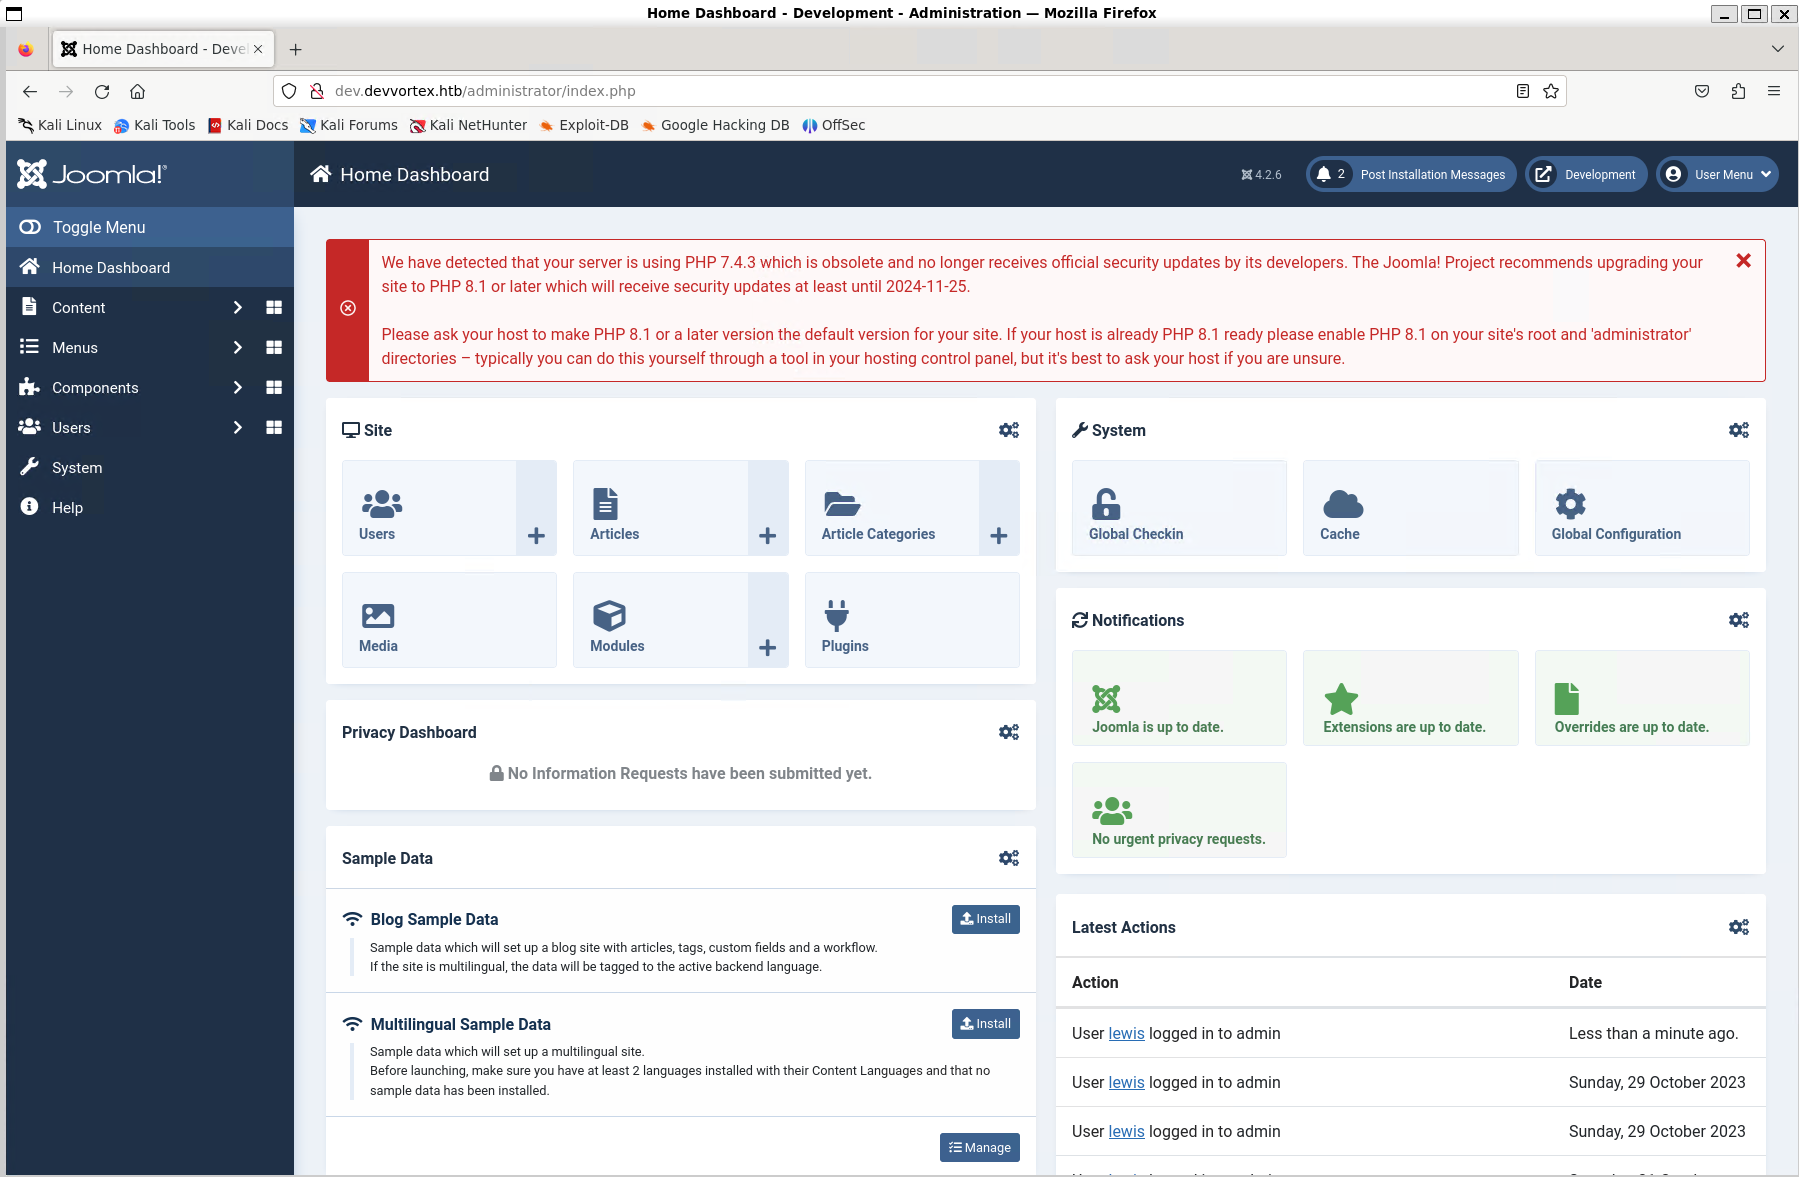 Home Dashboard - Development - Administration — Mozilla Firefox
Home Dashboard - Deve
dev.devvortex.htb/administrator/index.php
Kali Linux Kali Tools Kali Docs Kali Forums Kali NetHunter Exploit-DB Google Hacking DB OffSec
Joomla!
Home Dashboard
4.2.6
2 Post Installation Messages
Development
User Menu
Toggle Menu
Home Dashboard
Content
Menus
Components
Users
System
Help
We have detected that your server is using PHP 7.4.3 which is obsolete and no longer receives official security updates by its developers. The Joomla! Project recommends upgrading your
site to PHP 8.1 or later which will receive security updates at least until 2024-11-25.
Please ask your host to make PHP 8.1 or a later version the default version for your site. If your host is already PHP 8.1 ready please enable PHP 8.1 on your site's root and 'administrator'
directories – typically you can do this yourself through a tool in your hosting control panel, but it's best to ask your host if you are unsure.
Site
Users
Articles
Article Categories
Media
Modules
Plugins
Privacy Dashboard
No Information Requests have been submitted yet.
Sample Data
Blog Sample Data
Install
Sample data which will set up a blog site with articles, tags, custom fields and a workflow.
If the site is multilingual, the data will be tagged to the active backend language.
Multilingual Sample Data
Install
Sample data which will set up a multilingual site.
Before launching, make sure you have at least 2 languages installed with their Content Languages and that no
sample data has been installed.
Manage
System
Global Checkin
Cache
Global Configuration
Notifications
Joomla is up to date.
Extensions are up to date.
Overrides are up to date.
No urgent privacy requests.
Latest Actions
Action Date
User lewis logged in to admin Less than a minute ago.
User lewis logged in to admin Sunday, 29 October 2023
User lewis logged in to admin Sunday, 29 October 2023